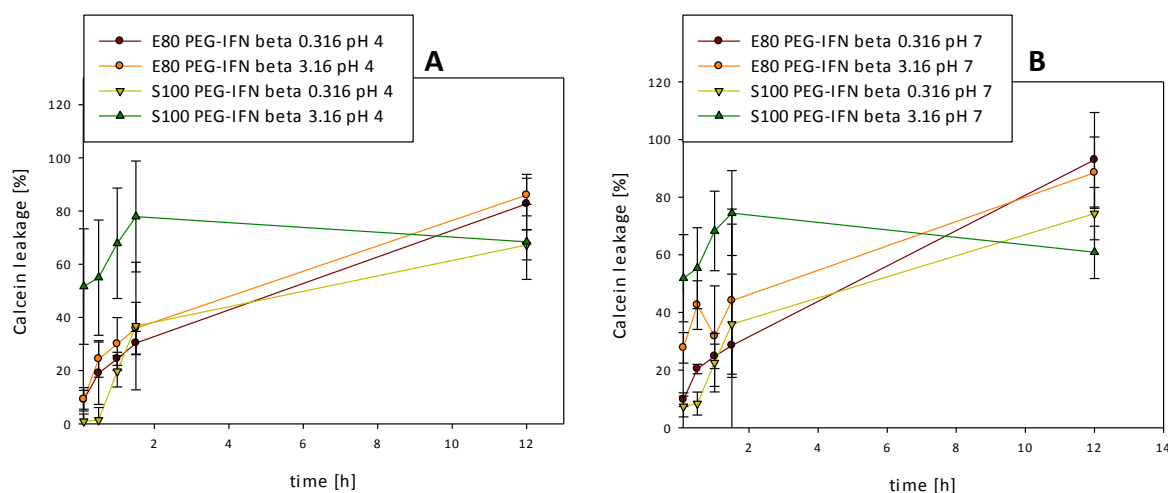 E80 PEG-IFN beta 0.316 pH 4
E80 PEG-IFN beta 3.16 pH 4
S100 PEG-IFN beta 0.316 pH 4
S100 PEG-IFN beta 3.16 pH 4
A
120
100
80
60
40
20
0
Calcein leakage [%]
2
4
6
8
10
12
time [h]
E80 PEG-IFN beta 0.316 pH 7
E80 PEG-IFN beta 3.16 pH 7
S100 PEG-IFN beta 0.316 pH 7
S100 PEG-IFN beta 3.16 pH 7
B
120
100
80
60
40
20
0
Calcein leakage [%]
2
4
6
8
10
12
14
time [h]